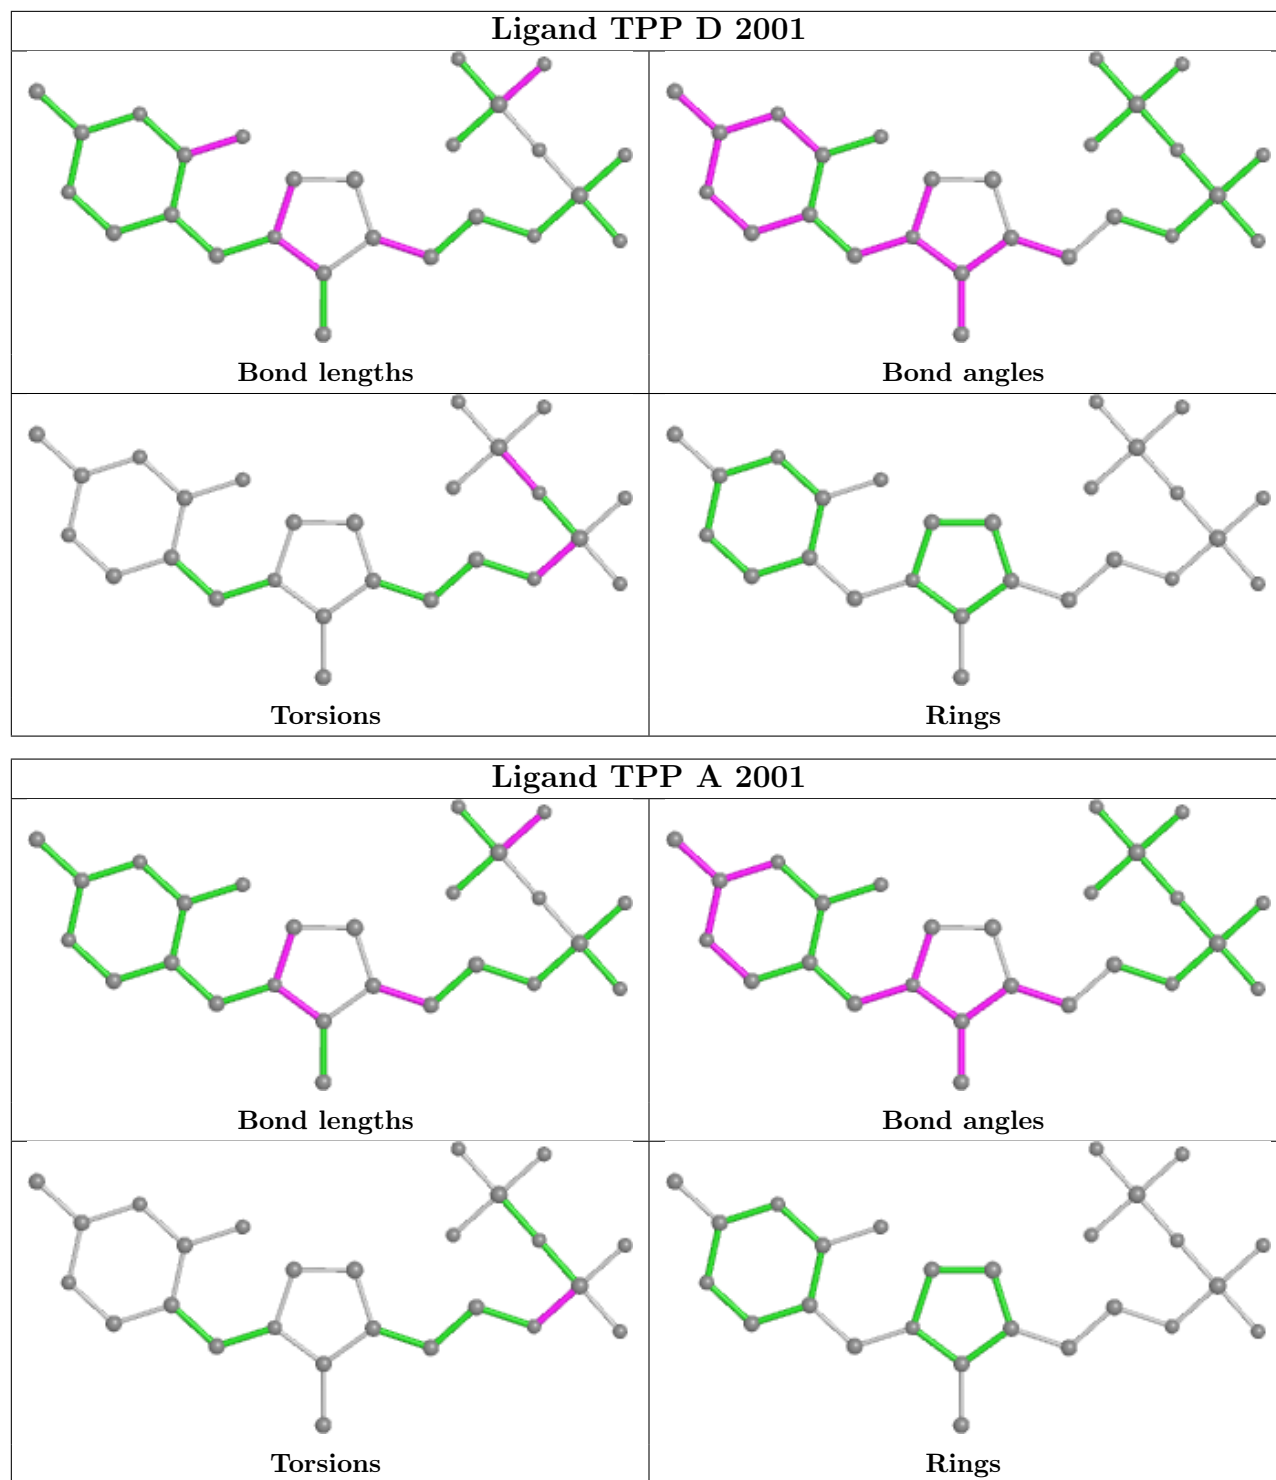 Ligand TPP D 2001
Bond lengths
Bond angles
Torsions
Rings
Ligand TPP A 2001
Bond lengths
Bond angles
Torsions
Rings